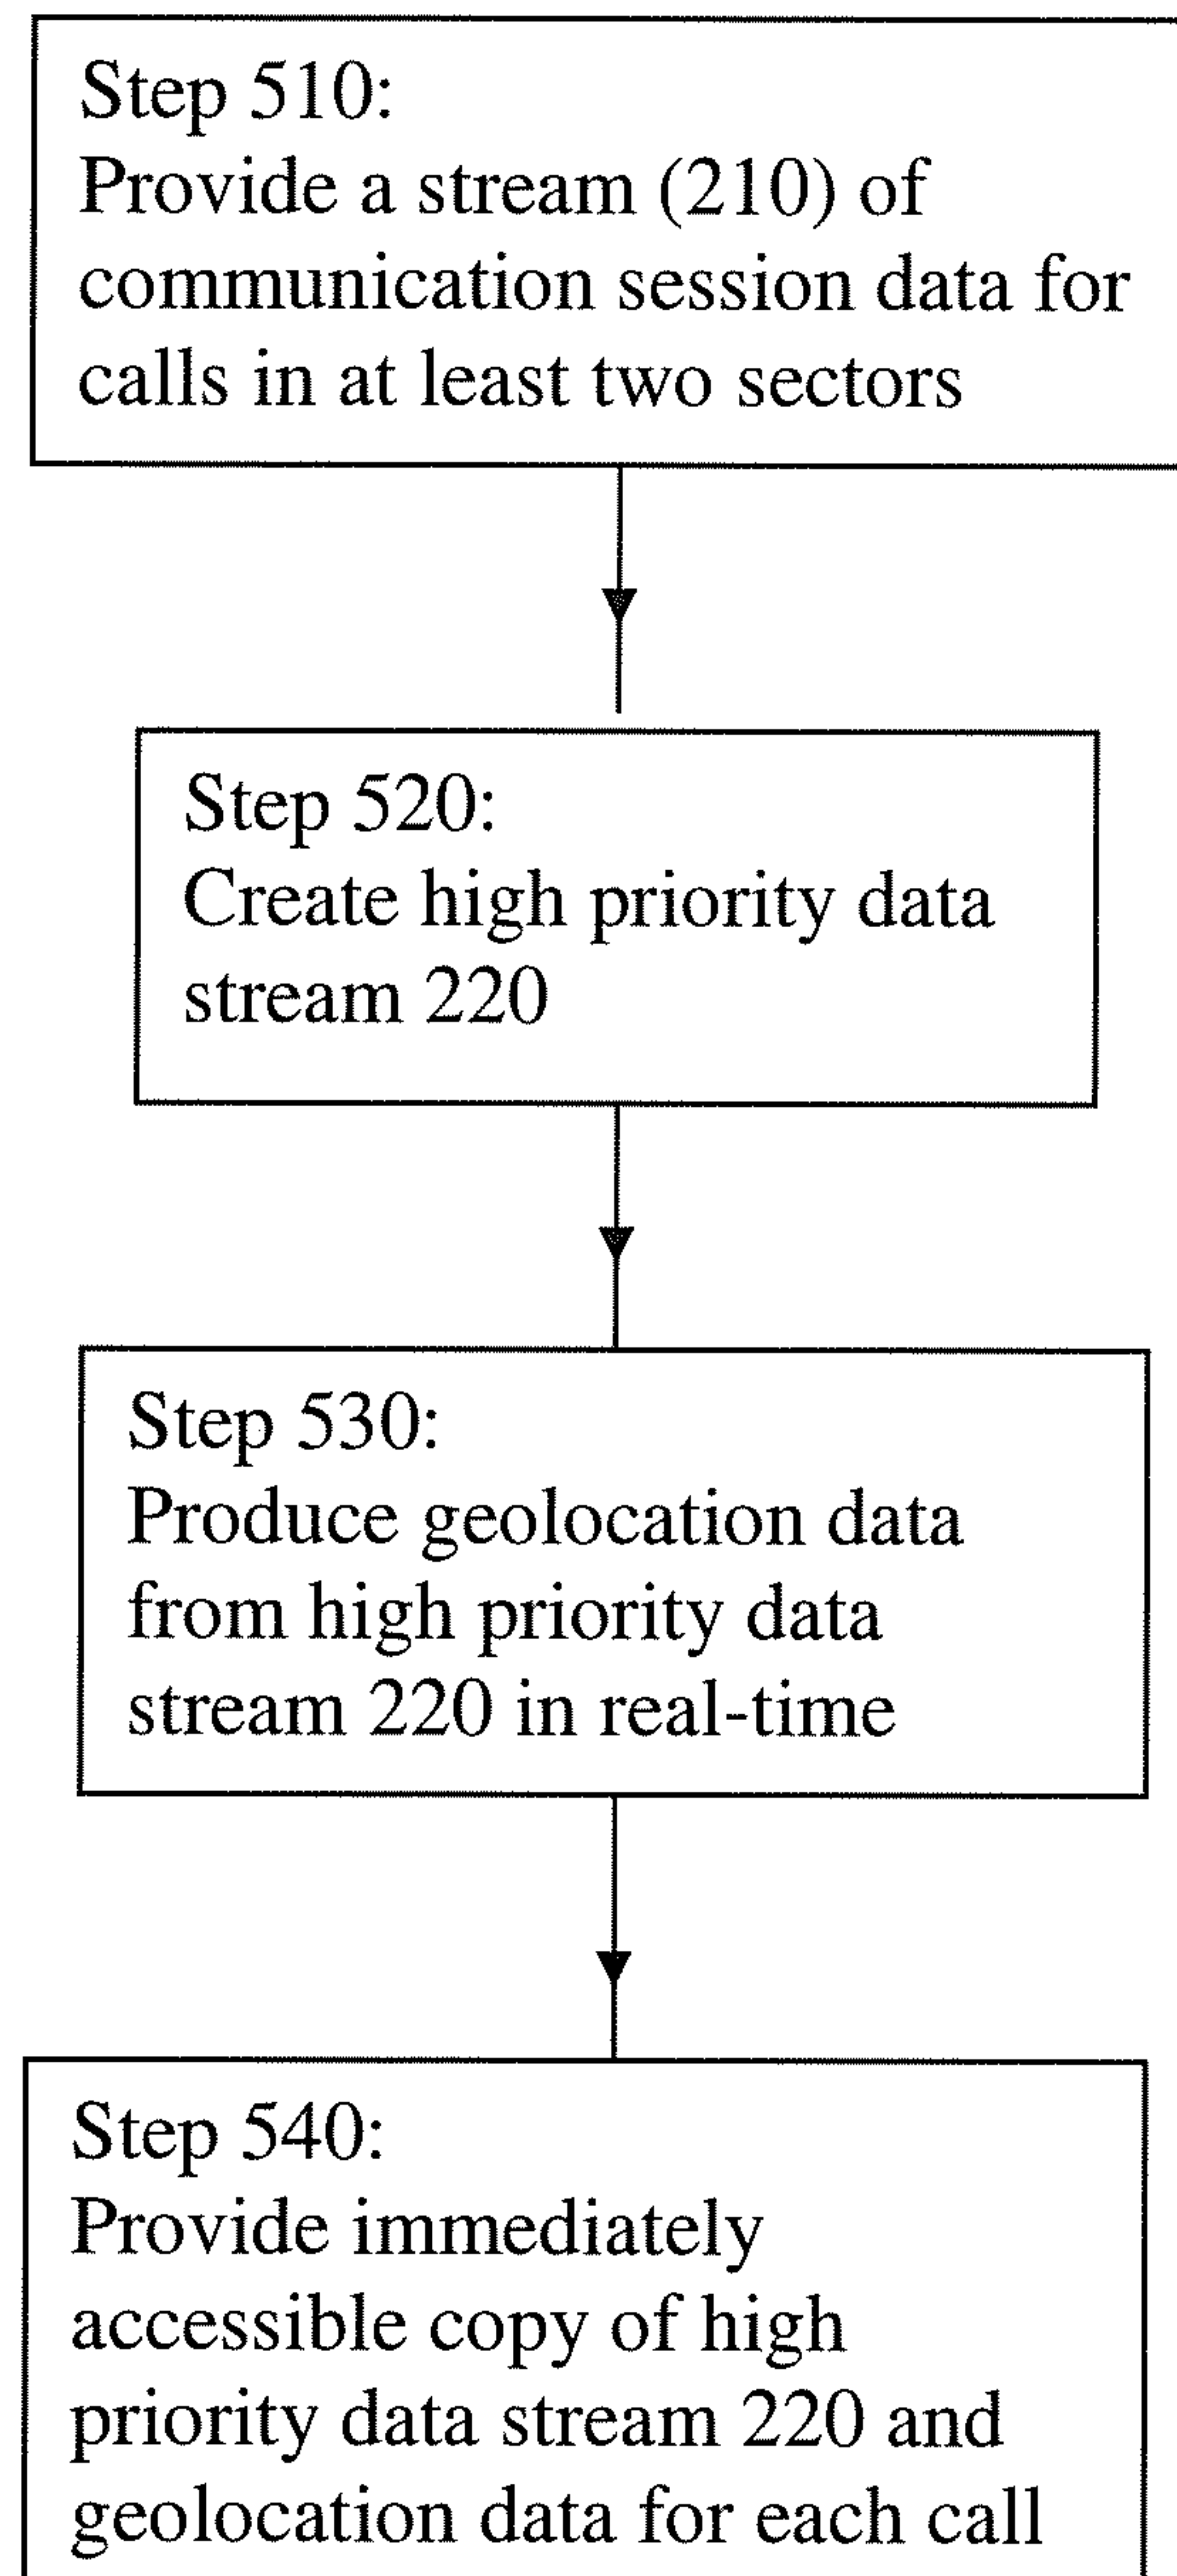 Step 510:
Provide a stream (210) of
communication session data for
calls in at least two sectors
Step 520:
Create high priority data
stream 220
Step 530:
Produce geolocation data
from high priority data
stream 220 in real-time
Step 540:
Provide immediately
accessible copy of high
priority data stream 220 and
geolocation data for each call